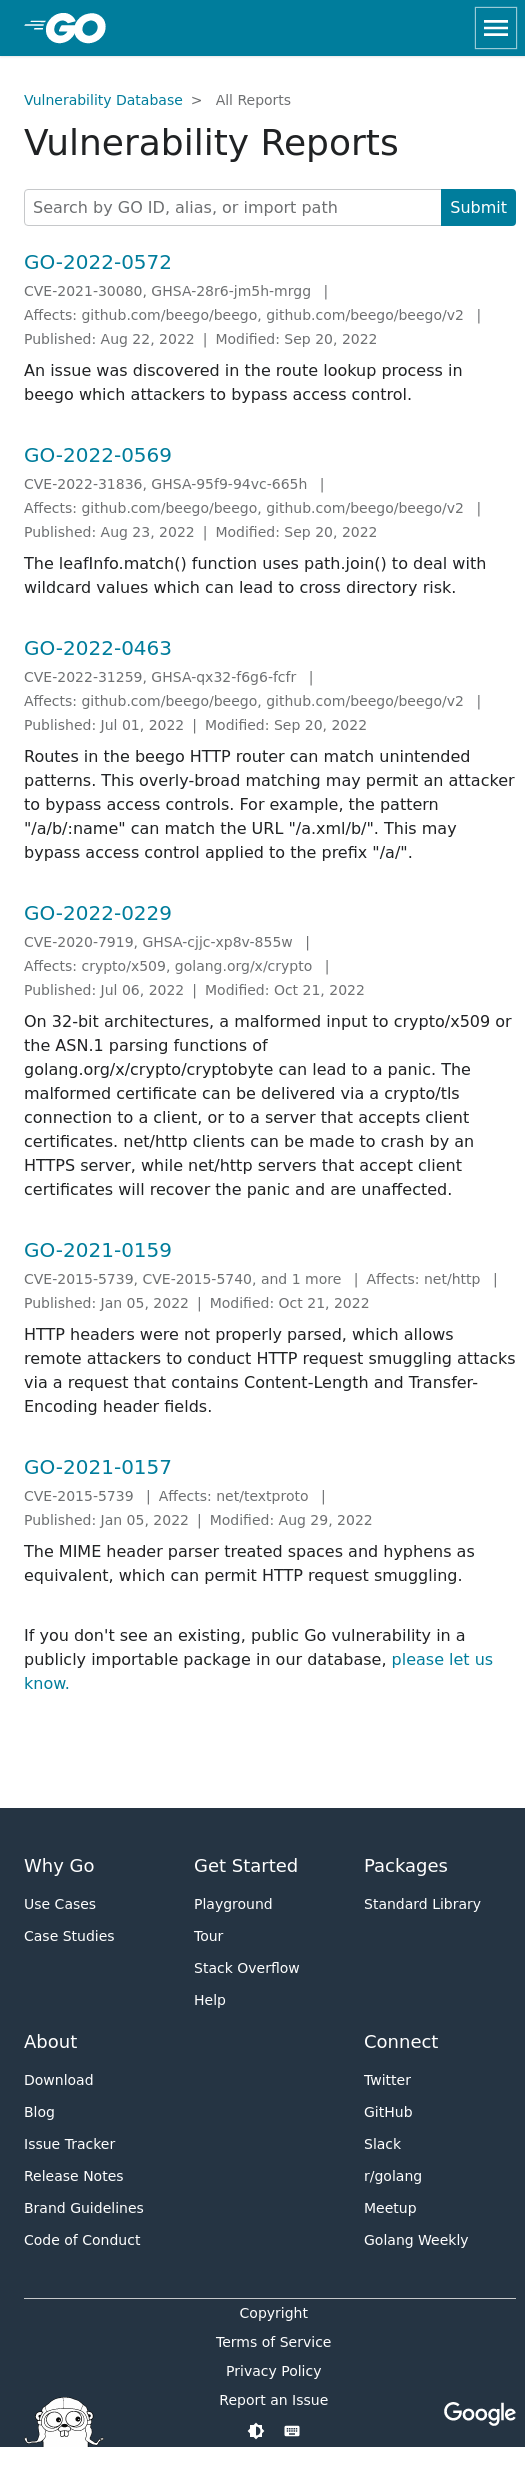 GO
Vulnerability Database > All Reports
Vulnerability Reports
Search by GO ID, alias, or import path Submit
GO-2022-0572
CVE-2021-30080, GHSA-28r6-jm5h-mrgg |
Affects: github.com/beego/beego, github.com/beego/beego/v2 |
Published: Aug 22, 2022 | Modified: Sep 20, 2022
An issue was discovered in the route lookup process in
beego which attackers to bypass access control.
GO-2022-0569
CVE-2022-31836, GHSA-95f9-94vc-665h |
Affects: github.com/beego/beego, github.com/beego/beego/v2 |
Published: Aug 23, 2022 | Modified: Sep 20, 2022
The leafInfo.match() function uses path.join() to deal with
wildcard values which can lead to cross directory risk.
GO-2022-0463
CVE-2022-31259, GHSA-qx32-f6g6-fcfr |
Affects: github.com/beego/beego, github.com/beego/beego/v2 |
Published: Jul 01, 2022 | Modified: Sep 20, 2022
Routes in the beego HTTP router can match unintended
patterns. This overly-broad matching may permit an attacker
to bypass access controls. For example, the pattern
"/a/b/:name" can match the URL "/a.xml/b/". This may
bypass access control applied to the prefix "/a/".
GO-2022-0229
CVE-2020-7919, GHSA-cjjc-xp8v-855w |
Affects: crypto/x509, golang.org/x/crypto |
Published: Jul 06, 2022 | Modified: Oct 21, 2022
On 32-bit architectures, a malformed input to crypto/x509 or
the ASN.1 parsing functions of
golang.org/x/crypto/cryptobyte can lead to a panic. The
malformed certificate can be delivered via a crypto/tls
connection to a client, or to a server that accepts client
certificates. net/http clients can be made to crash by an
HTTPS server, while net/http servers that accept client
certificates will recover the panic and are unaffected.
GO-2021-0159
CVE-2015-5739, CVE-2015-5740, and 1 more | Affects: net/http |
Published: Jan 05, 2022 | Modified: Oct 21, 2022
HTTP headers were not properly parsed, which allows
remote attackers to conduct HTTP request smuggling attacks
via a request that contains Content-Length and Transfer-
Encoding header fields.
GO-2021-0157
CVE-2015-5739 | Affects: net/textproto |
Published: Jan 05, 2022 | Modified: Aug 29, 2022
The MIME header parser treated spaces and hyphens as
equivalent, which can permit HTTP request smuggling.
If you don't see an existing, public Go vulnerability in a
publicly importable package in our database, please let us
know.
Why Go
Use Cases
Case Studies
Get Started
Playground
Tour
Stack Overflow
Help
Packages
Standard Library
About
Download
Blog
Issue Tracker
Release Notes
Brand Guidelines
Code of Conduct
Connect
Twitter
GitHub
Slack
r/golang
Meetup
Golang Weekly
Copyright
Terms of Service
Privacy Policy
Report an Issue
Google